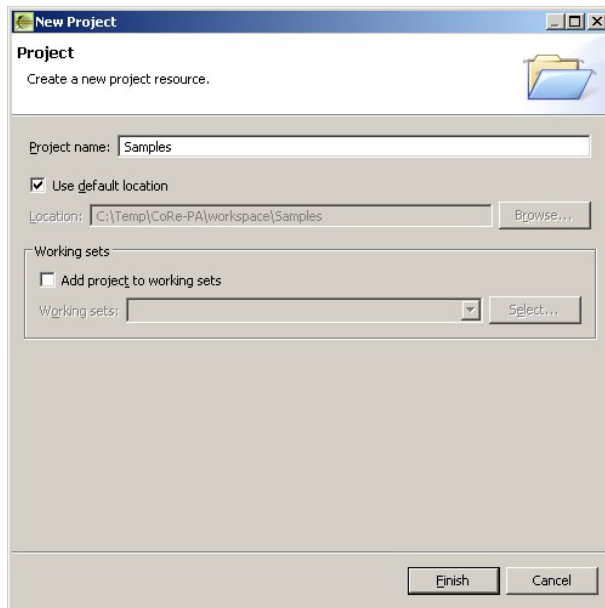 New Project
Project
Create a new project resource.
Project name: Samples
Use default location
Location: C:\Temp\CoRe-PA\workspace\Samples Browse...
Working sets
Add project to working sets
Working sets: Select...
Finish Cancel